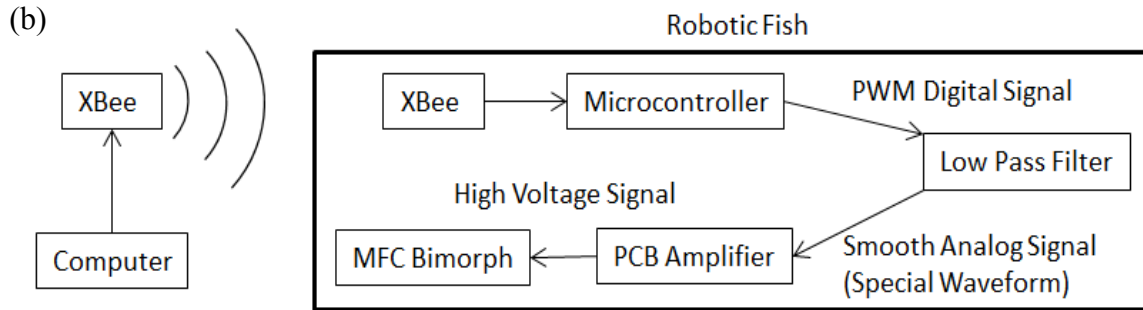 (b)
Robotic Fish
XBee
XBee
Microcontroller
PWM Digital Signal
Low Pass Filter
High Voltage Signal
Computer
MFC Bimorph
PCB Amplifier
Smooth Analog Signal
(Special Waveform)